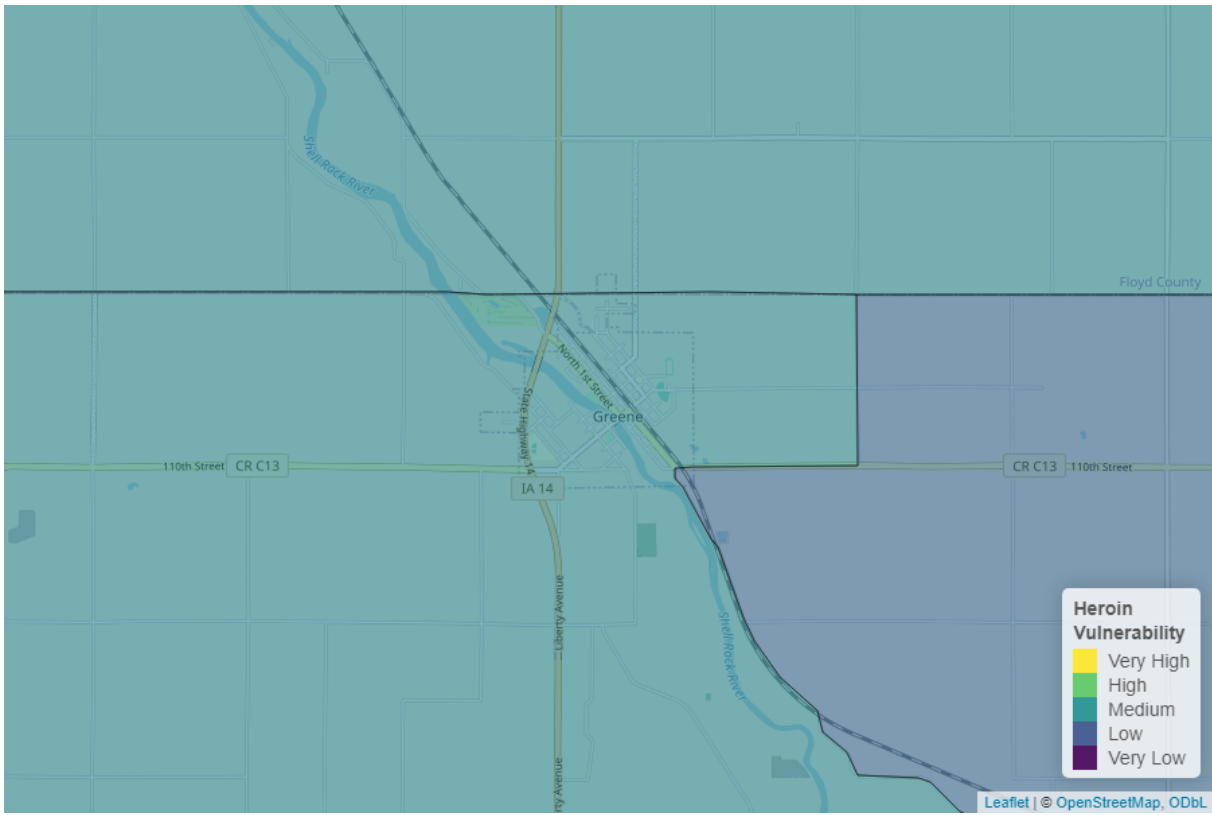 Shell Rock River
Floyd County
North 1st Street
State Highway 14
Greene
110th Street
CR C13
CR C13
110th Street
IA 14
Liberty Avenue
Shell Rock River
rty Avenue
Heroin
Vulnerability
Very High
High
Medium
Low
Very Low
Leaflet | © OpenStreetMap, ODbL